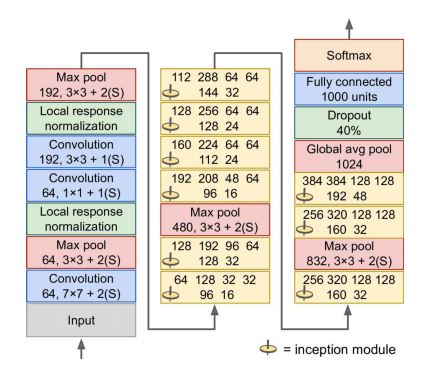 Max pool
192, 3×3 + 2(S)
Local response
normalization
Convolution
192, 3×3 + 1(S)
Convolution
64, 1×1 + 1(S)
Local response
normalization
Max pool
64, 3×3 + 2(S)
Convolution
64, 7×7 + 2(S)
Input
112 288 64 64
144 32
128 256 64 64
128 24
160 224 64 64
112 24
192 208 48 64
96 16
Max pool
480, 3×3 + 2(S)
128 192 96 64
128 32
64 128 32 32
96 16
Softmax
Fully connected
1000 units
Dropout
40%
Global avg pool
1024
384 384 128 128
192 48
256 320 128 128
160 32
Max pool
832, 3×3 + 2(S)
256 320 128 128
160 32
= inception module